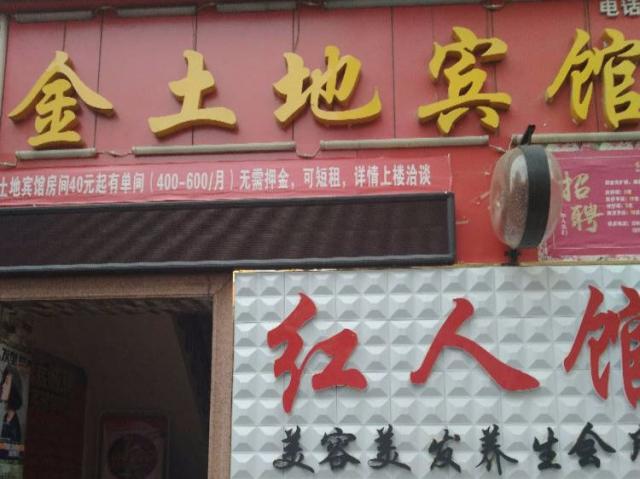 电话
金土地宾馆
土地宾馆房间40元起有单间（400-600/月）无需押金，可短租，详情上楼洽谈
招聘
红人馆
美容美发养生会